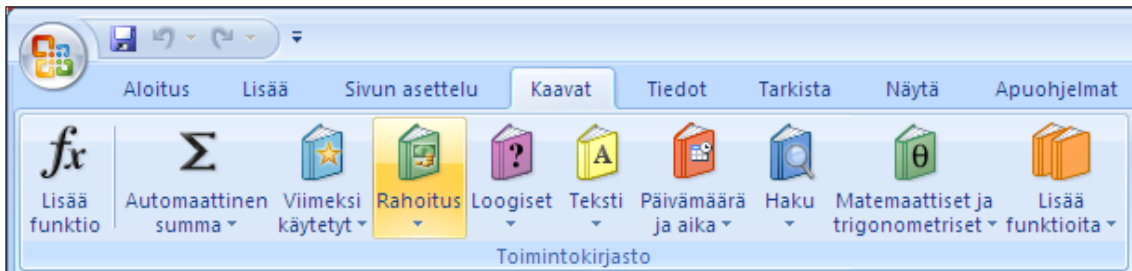 Aloitus Lisää Sivun asettelu Kaavat Tiedot Tarkista Näytä Apuohjelmat
fx Σ ? A θ
Lisää funktio
Automaattinen summa
Viimeksi käytetyt
Rahoitus
Loogiset
Teksti
Päivämäärä ja aika
Haku
Matemaattiset ja trigonometriset
Lisää funktioita
Toimintokirjasto